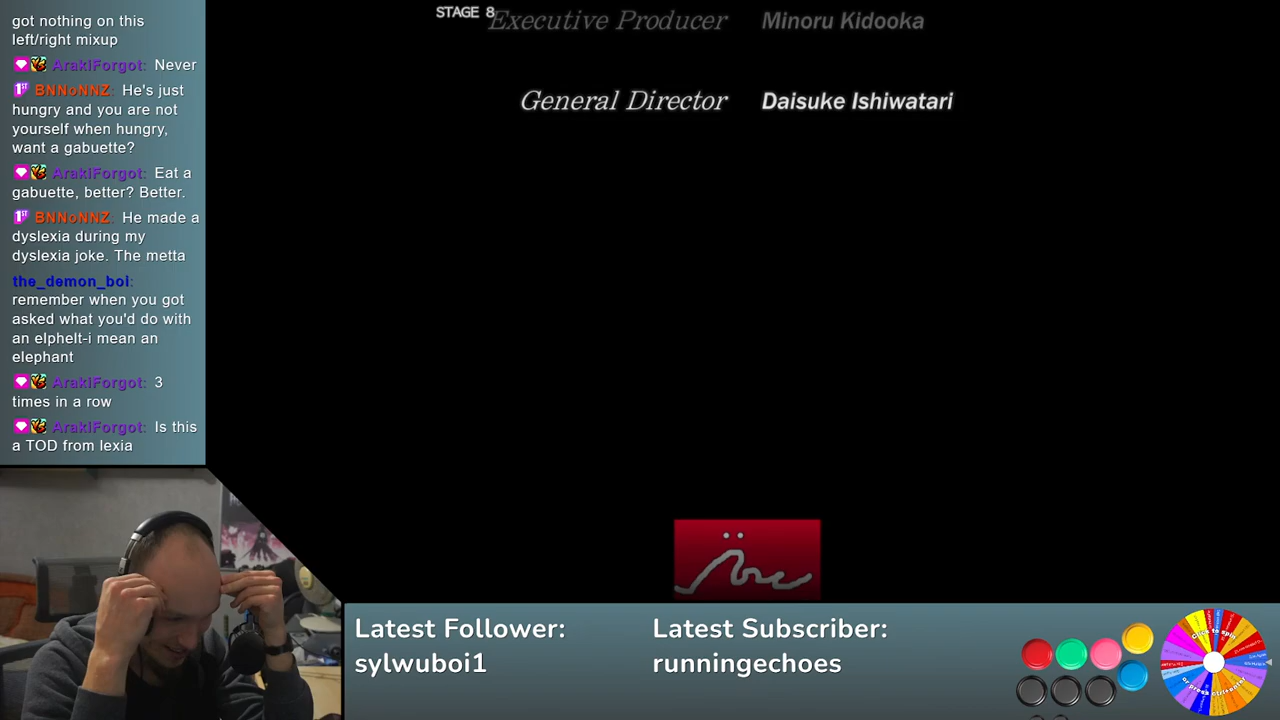 got nothing on this
left/right mixup
ArakiForgot: Never
BNNoNNZ: He's just
hungry and you are not
yourself when hungry,
want a gabuette?
ArakiForgot: Eat a
gabuette, better? Better.
BNNoNNZ: He made a
dyslexia during my
dyslexia joke. The metta
the_demon_boi:
remember when you got
asked what you'd do with
an elphelt-i mean an
elephant
ArakiForgot: 3
times in a row
ArakiForgot: Is this
a TOD from lexia
STAGE 8
Executive Producer Minoru Kidooka
General Director Daisuke Ishiwatari
Latest Follower:
sylwuboi1
Latest Subscriber:
runningechoes
Click to spin